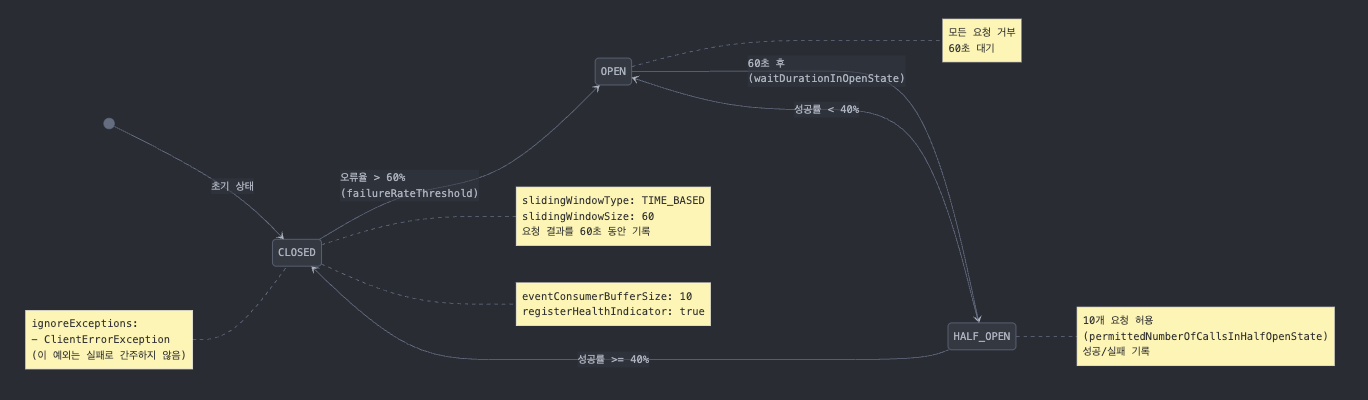 모든 요청 거부
60초 대기
OPEN
60초 후
(waitDurationInOpenState)
성공률 < 40%
초기 상태
오류율 > 60%
(failureRateThreshold)
slidingWindowType: TIME_BASED
slidingWindowSize: 60
요청 결과를 60초 동안 기록
CLOSED
eventConsumerBufferSize: 10
registerHealthIndicator: true
ignoreExceptions:
– ClientErrorException
(이 예외는 실패로 간주하지 않음)
성공률 >= 40%
HALF_OPEN
10개 요청 허용
(permittedNumberOfCallsInHalfOpenState)
성공/실패 기록